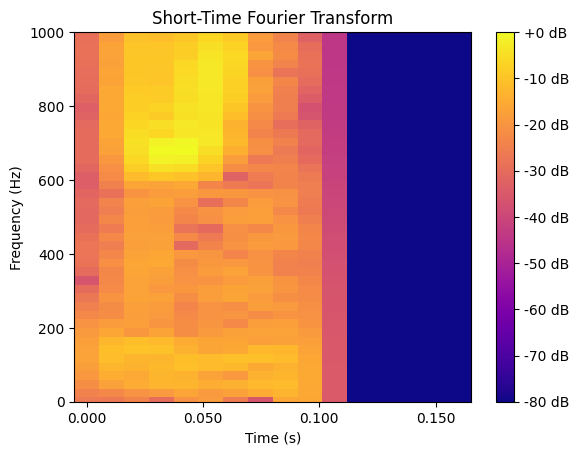 Short-Time Fourier Transform
1000
800
600
400
200
0
Frequency (Hz)
0.000
0.050
0.100
0.150
Time (s)
+0 dB
-10 dB
-20 dB
-30 dB
-40 dB
-50 dB
-60 dB
-70 dB
-80 dB